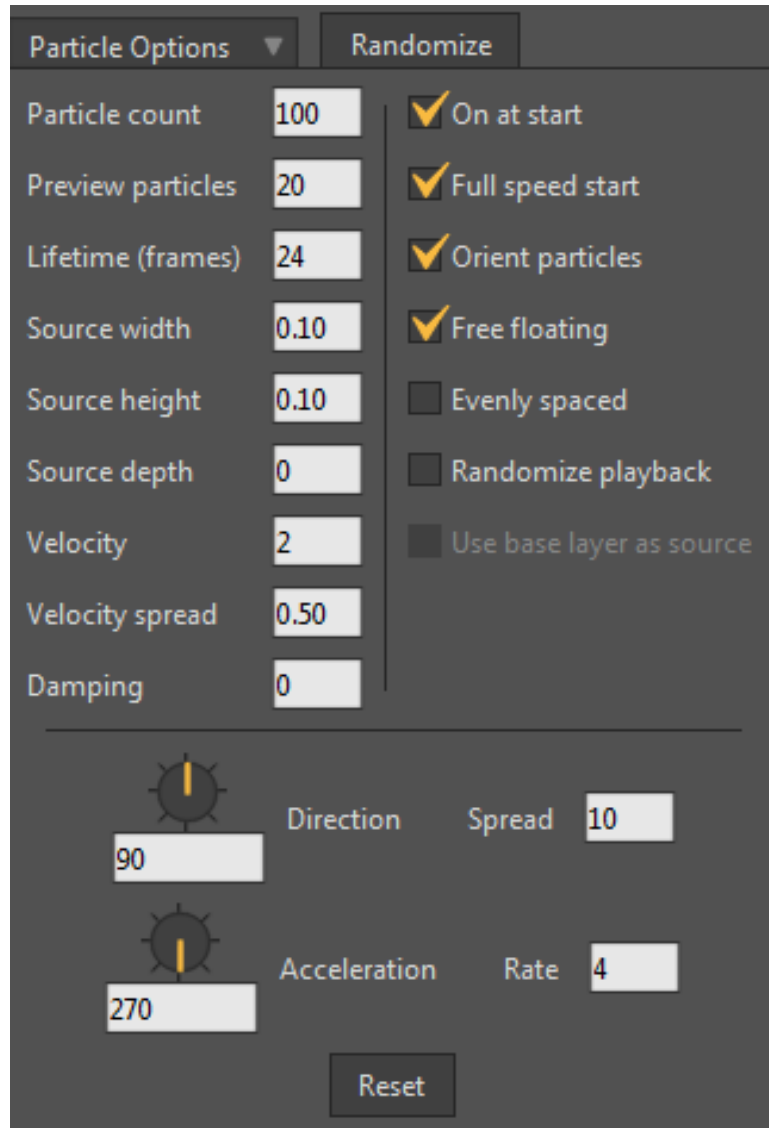 Particle Options Randomize
Particle count 100
Preview particles 20
Lifetime (frames) 24
Source width 0.10
Source height 0.10
Source depth 0
Velocity 2
Velocity spread 0.50
Damping 0
On at start
Full speed start
Orient particles
Free floating
Evenly spaced
Randomize playback
Use base layer as source
90 Direction Spread 10
270 Acceleration Rate 4
Reset